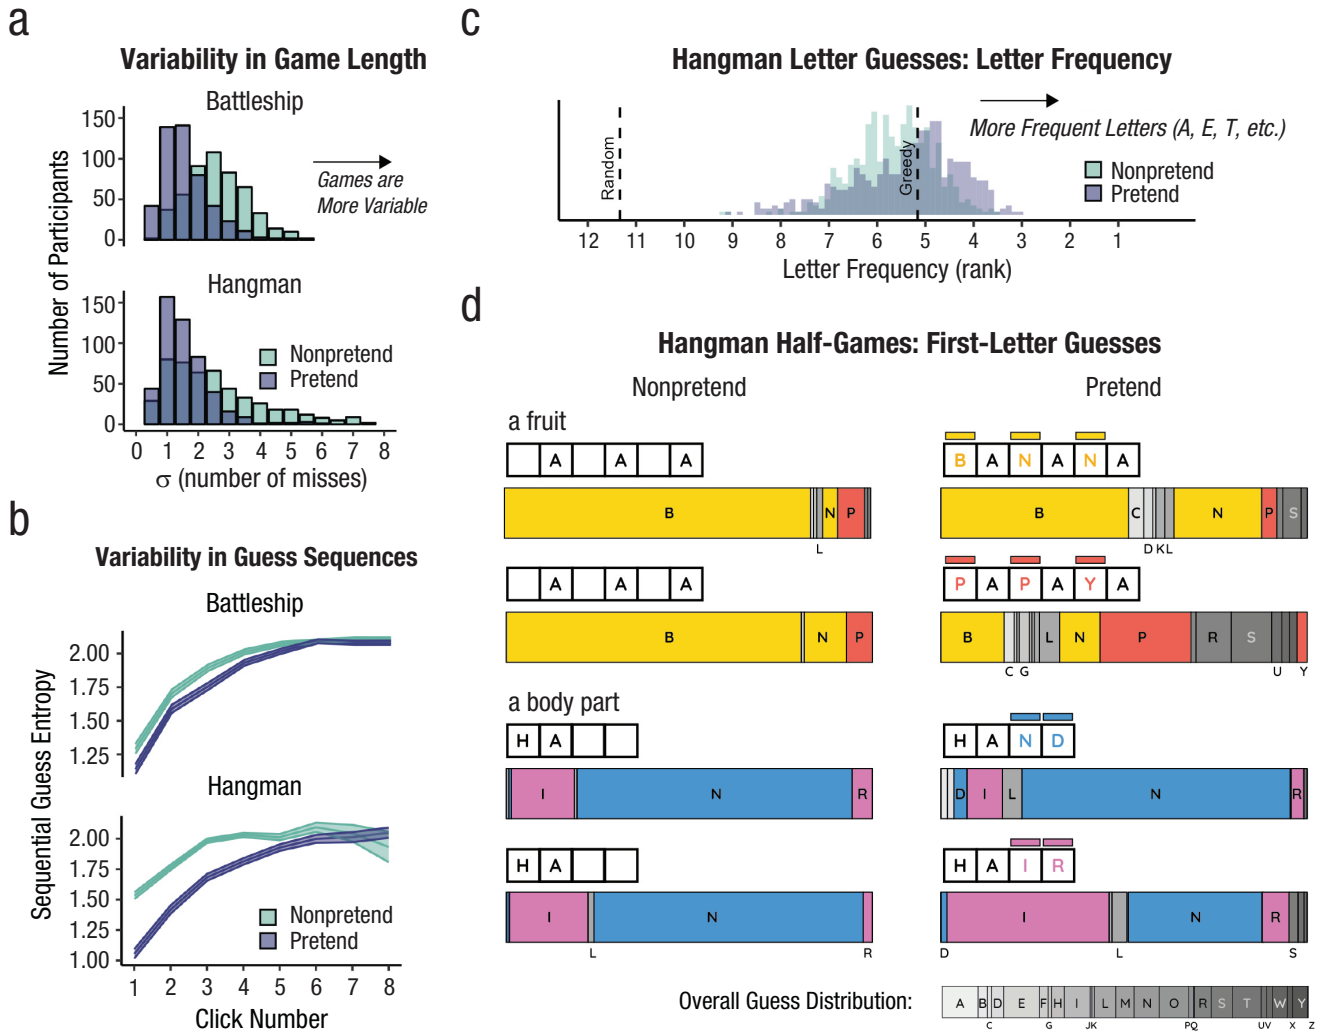 a
Variability in Game Length
Battleship
150
100
50
0
Games are
More Variable
Hangman
150
100
50
0
Nonpretend
Pretend
0 1 2 3 4 5 6 7 8
σ (number of misses)
Number of Participants
b
Variability in Guess Sequences
Battleship
2.00
1.75
1.50
1.25
Hangman
2.00
1.75
1.50
1.25
1.00
Nonpretend
Pretend
1 2 3 4 5 6 7 8
Click Number
Sequential Guess Entropy
c
Hangman Letter Guesses: Letter Frequency
Random
Greedy
More Frequent Letters (A, E, T, etc.)
Nonpretend
Pretend
12 11 10 9 8 7 6 5 4 3 2 1
Letter Frequency (rank)
d
Hangman Half-Games: First-Letter Guesses
Nonpretend
Pretend
a fruit
A A A
B N P
L
B A N A N A
B C N P S
D K L
A A A
B N P
P A P A Y A
B L N P R S
C G U Y
a body part
H A
I N R
H A N D
D I L N R
H A
I N
L R
H A I R
I N R
D L S
Overall Guess Distribution:
A B D E F H I L M N O R S T W Y
C G J K P Q U V X Z